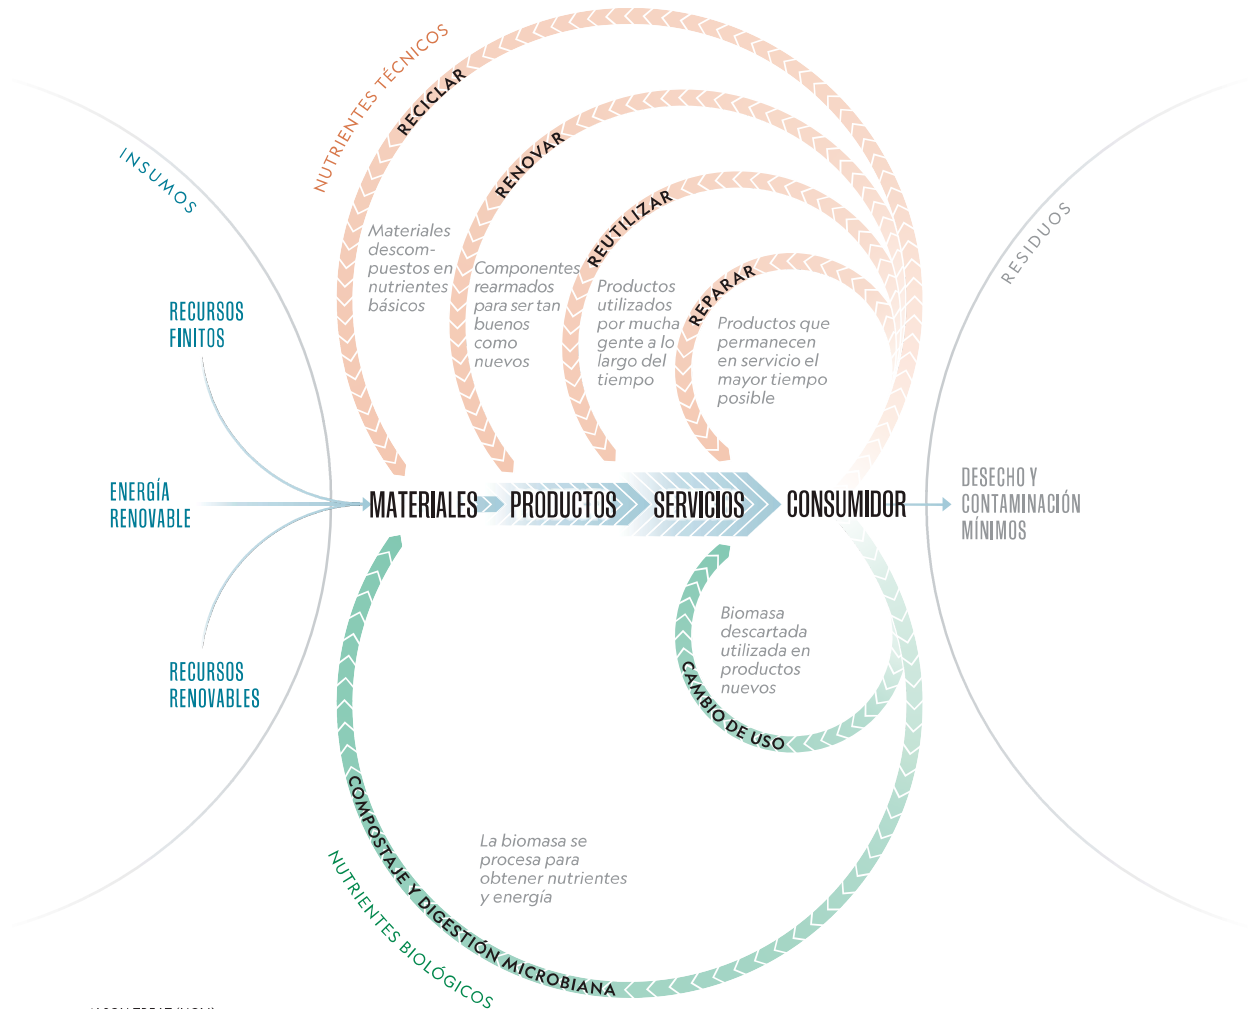 NUTRIENTES TÉCNICOS
RECICLAR
RENOVAR
REUTILIZAR
REPARAR
INSUMOS
RESIDUOS
Materiales
descom-
puestos en
nutrientes
básicos
Componentes
rearmados
para ser tan
buenos
como
nuevos
Productos
utilizados
por mucha
gente a lo
largo del
tiempo
Productos que
permanecen
en servicio el
mayor tiempo
posible
RECURSOS
FINITOS
ENERGÍA
RENOVABLE
RECURSOS
RENOVABLES
MATERIALES
PRODUCTOS
SERVICIOS
CONSUMIDOR
DESECHO Y
CONTAMINACIÓN
MÍNIMOS
Biomasa
descartada
utilizada en
productos
nuevos
CAMBIO DE USO
La biomasa se
procesa para
obtener nutrientes
y energía
COMPOSTAJE Y DIGESTIÓN MICROBIANA
NUTRIENTES BIOLÓGICOS